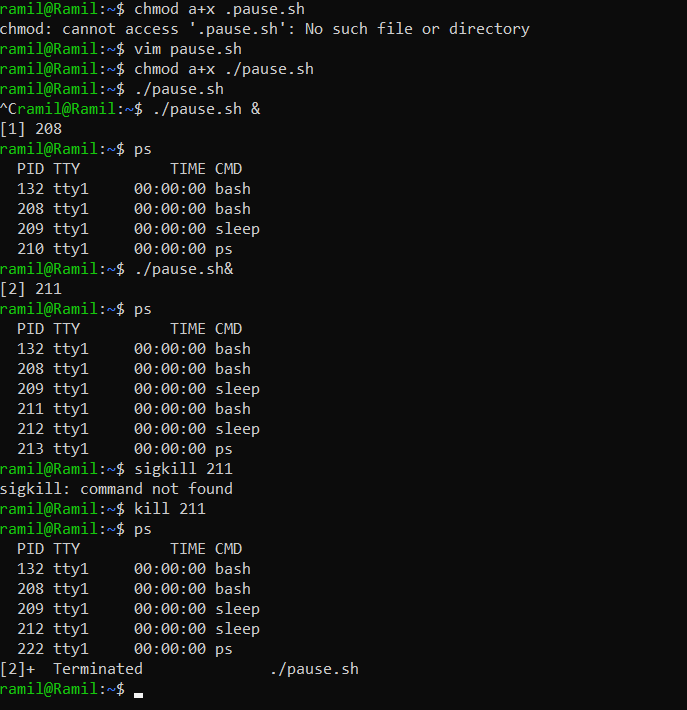 ramil@Ramil:~$ chmod a+x .pause.sh
chmod: cannot access '.pause.sh': No such file or directory
ramil@Ramil:~$ vim pause.sh
ramil@Ramil:~$ chmod a+x ./pause.sh
ramil@Ramil:~$ ./pause.sh
^Cramil@Ramil:~$ ./pause.sh &
[1] 208
ramil@Ramil:~$ ps
  PID TTY          TIME CMD
  132 tty1     00:00:00 bash
  208 tty1     00:00:00 bash
  209 tty1     00:00:00 sleep
  210 tty1     00:00:00 ps
ramil@Ramil:~$ ./pause.sh&
[2] 211
ramil@Ramil:~$ ps
  PID TTY          TIME CMD
  132 tty1     00:00:00 bash
  208 tty1     00:00:00 bash
  209 tty1     00:00:00 sleep
  211 tty1     00:00:00 bash
  212 tty1     00:00:00 sleep
  213 tty1     00:00:00 ps
ramil@Ramil:~$ sigkill 211
sigkill: command not found
ramil@Ramil:~$ kill 211
ramil@Ramil:~$ ps
  PID TTY          TIME CMD
  132 tty1     00:00:00 bash
  208 tty1     00:00:00 bash
  209 tty1     00:00:00 sleep
  212 tty1     00:00:00 sleep
  222 tty1     00:00:00 ps
[2]+  Terminated              ./pause.sh
ramil@Ramil:~$